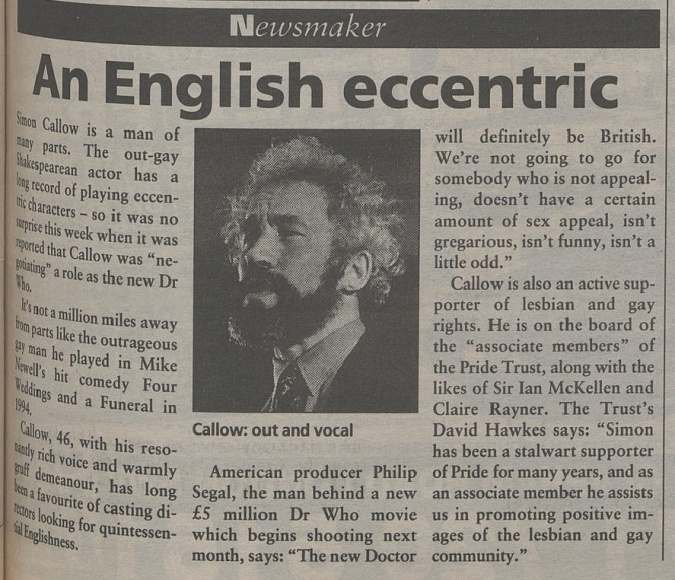 Newsmaker
An English eccentric
Simon Callow is a man of
many parts. The out-gay
Shakespearean actor has a
long record of playing eccen-
tric characters – so it was no
surprise this week when it was
reported that Callow was “ne-
gotiating” a role as the new Dr
Who.
It's not a million miles away
from parts like the outrageous
gay man he played in Mike
Newell's hit comedy Four
Weddings and a Funeral in
1994.
Callow, 46, with his reso-
nantly rich voice and warmly
gruff demeanour, has long
been a favourite of casting di-
rectors looking for quintessen-
tial Englishness.
Callow: out and vocal
American producer Philip
Segal, the man behind a new
£5 million Dr Who movie
which begins shooting next
month, says: “The new Doctor
will definitely be British.
We're not going to go for
somebody who is not appeal-
ing, doesn't have a certain
amount of sex appeal, isn't
gregarious, isn't funny, isn't a
little odd.”
Callow is also an active sup-
porter of lesbian and gay
rights. He is on the board of
the “associate members” of
the Pride Trust, along with the
likes of Sir Ian McKellen and
Claire Rayner. The Trust's
David Hawkes says: “Simon
has been a stalwart supporter
of Pride for many years, and as
an associate member he assists
us in promoting positive im-
ages of the lesbian and gay
community.”